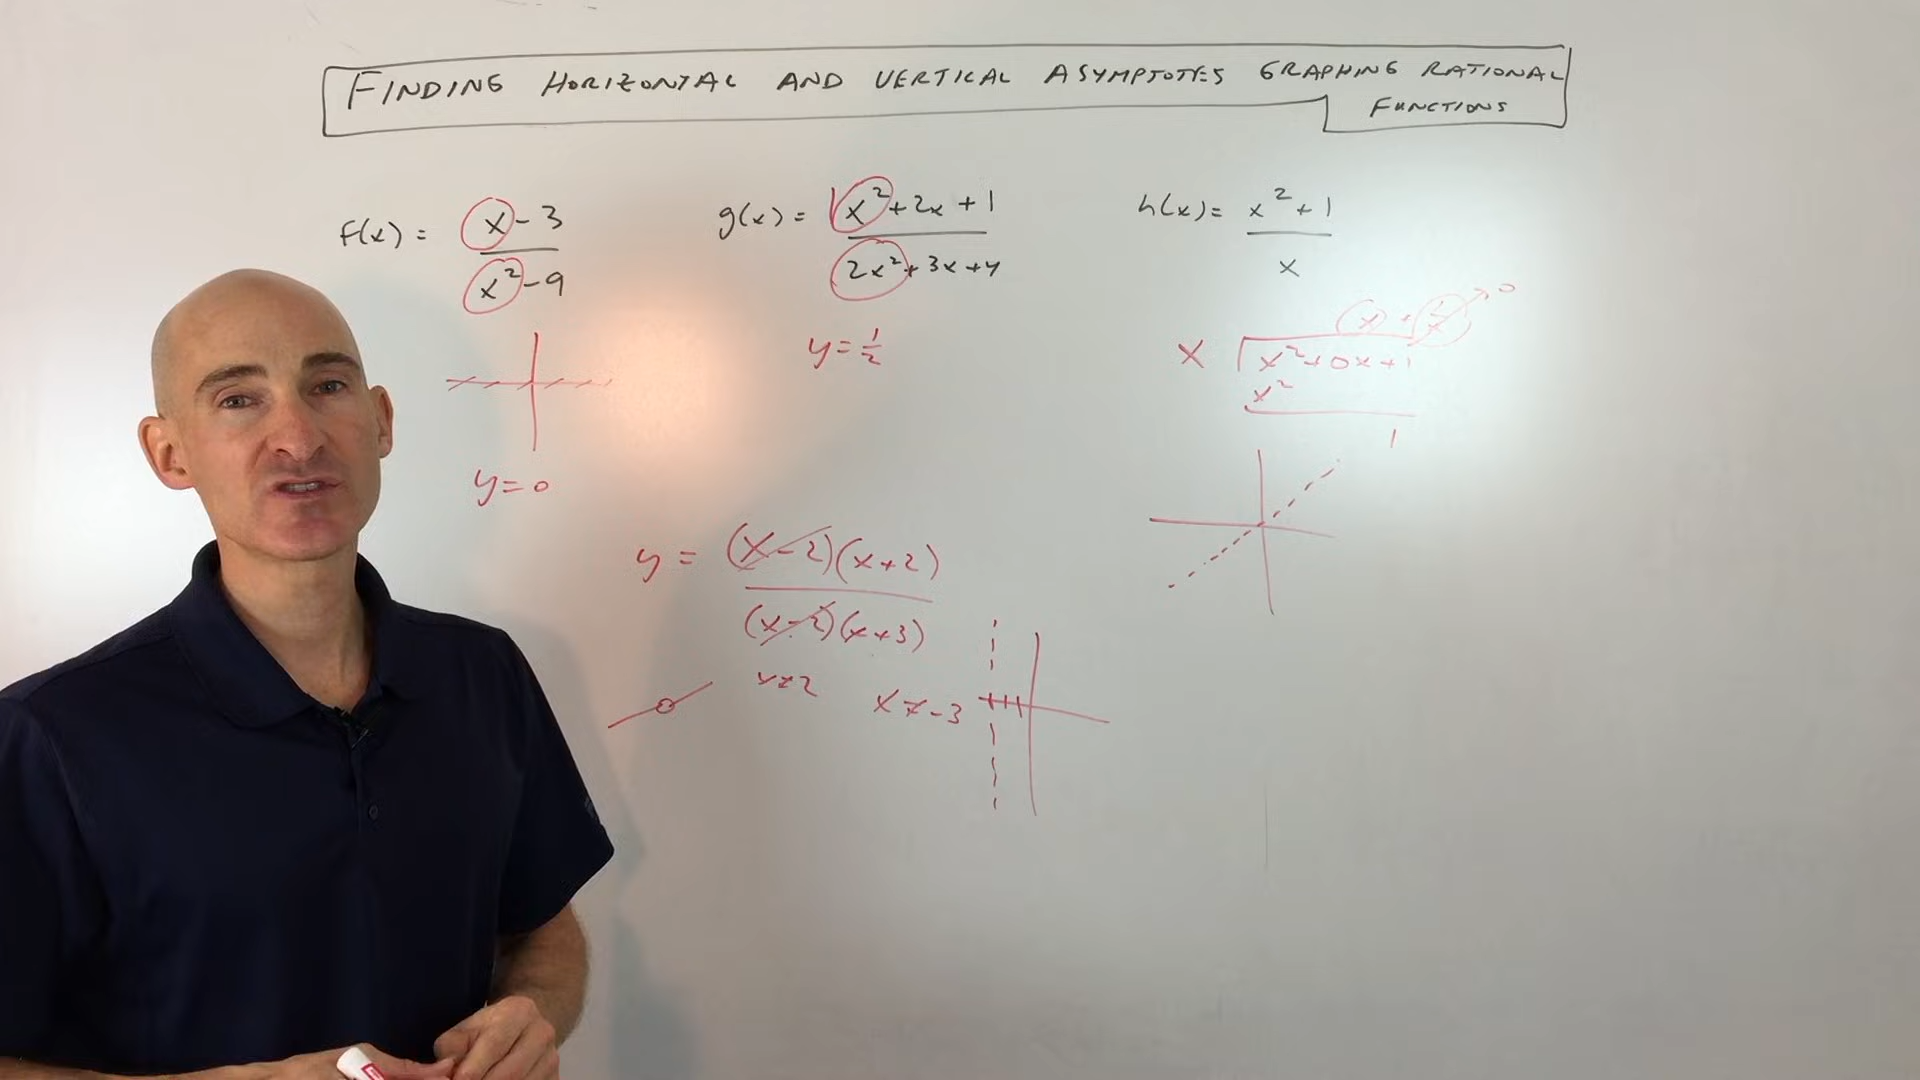 FINDING HORIZONTAL AND VERTICAL ASYMPTOTES GRAPHING RATIONAL
FUNCTIONS
f(x) = x - 3
x² - 9
y = 0
g(x) = x² + 2x + 1
2x² + 3x + 4
y = 1/2
h(x) = x² + 1
x
x + 1/x → 0
x x² + 0x + 1
x²
1
y = (x - 2)(x + 2)
(x - 2)(x + 3)
x ≠ 2 x ≠ -3